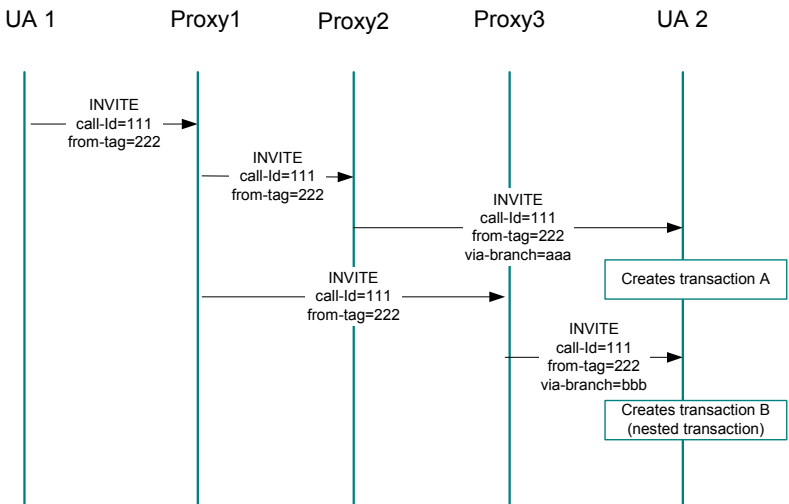 UA 1
Proxy1
Proxy2
Proxy3
UA 2
INVITE
call-Id=111
from-tag=222
INVITE
call-Id=111
from-tag=222
INVITE
call-Id=111
from-tag=222
via-branch=aaa
Creates transaction A
INVITE
call-Id=111
from-tag=222
INVITE
call-Id=111
from-tag=222
via-branch=bbb
Creates transaction B
(nested transaction)